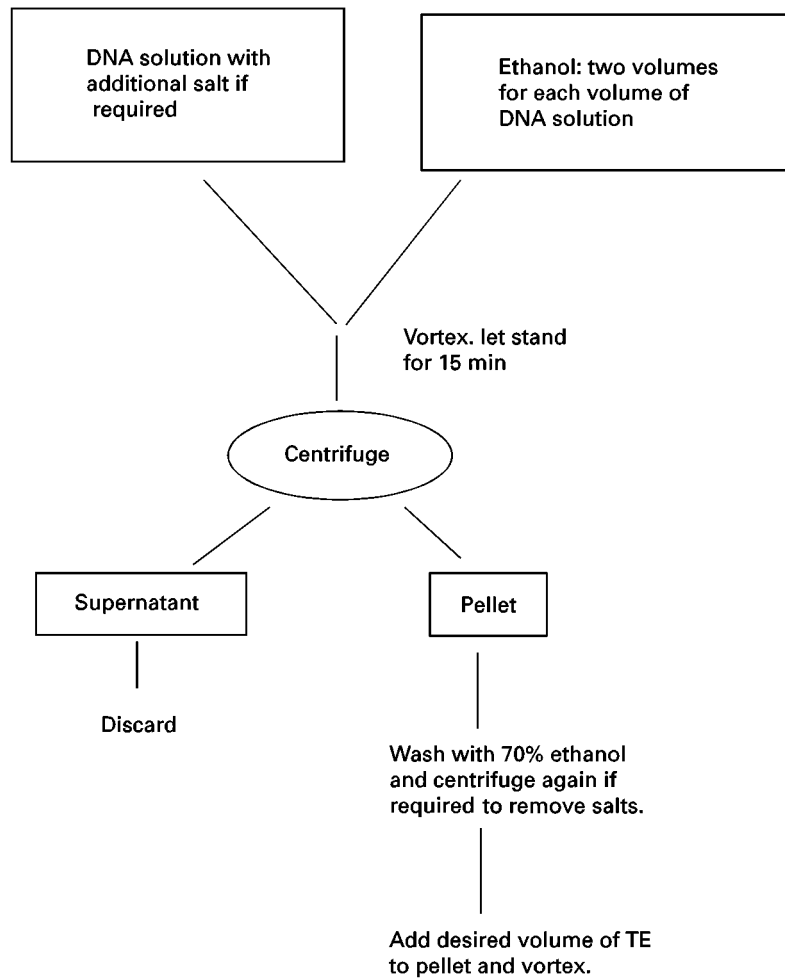 DNA solution with
additional salt if
required
Ethanol: two volumes
for each volume of
DNA solution
Vortex. let stand
for 15 min
Centrifuge
Supernatant
Pellet
Discard
Wash with 70% ethanol
and centrifuge again if
required to remove salts.
Add desired volume of TE
to pellet and vortex.